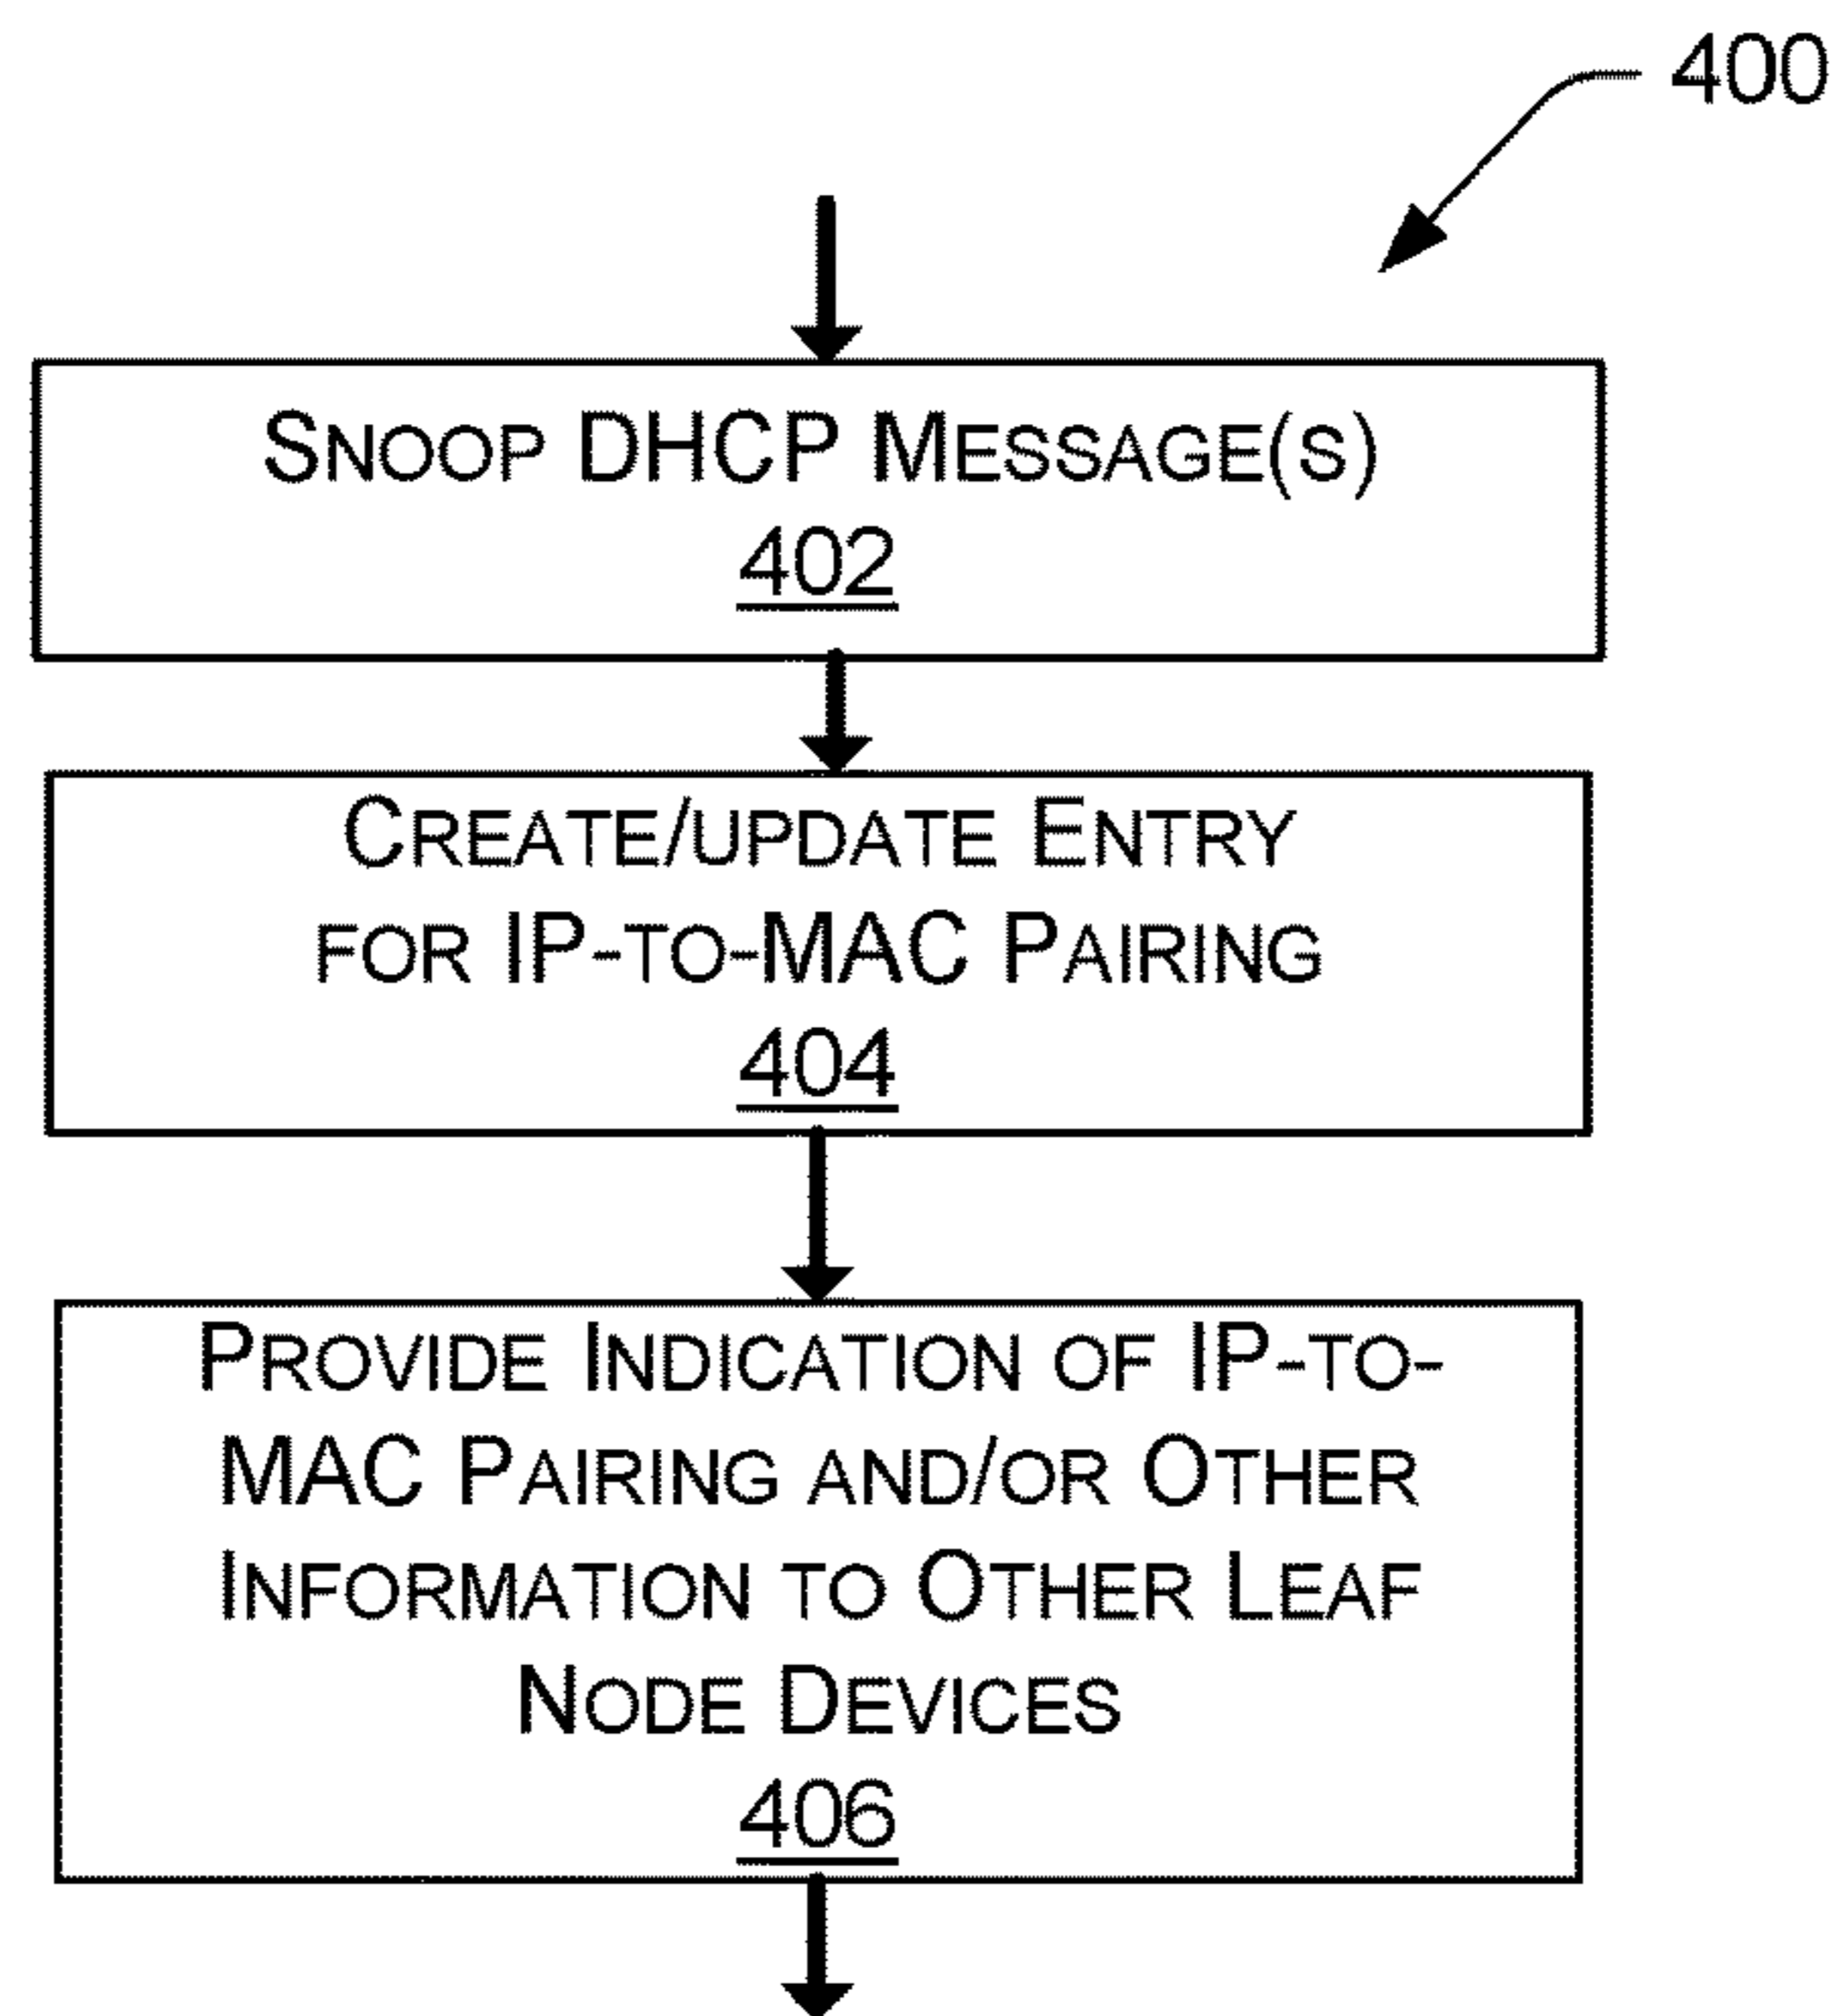 400
SNOOP DHCP MESSAGE(S)
402
CREATE/UPDATE ENTRY
FOR IP-TO-MAC PAIRING
404
PROVIDE INDICATION OF IP-TO-
MAC PAIRING AND/OR OTHER
INFORMATION TO OTHER LEAF
NODE DEVICES
406